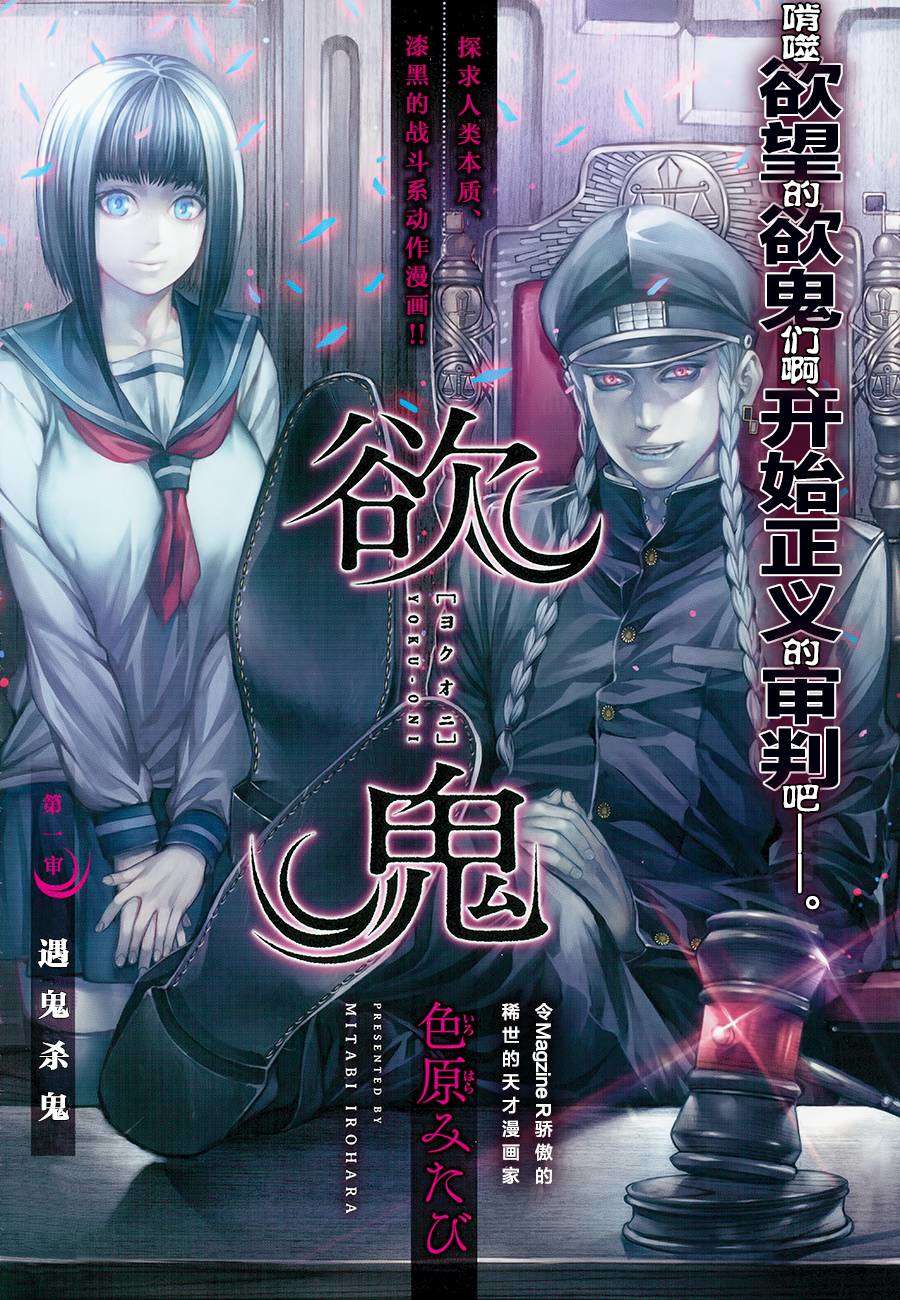 啃噬欲望的欲鬼们啊、开始正义的审判吧——。
探求人类本质、
漆黑的战斗系动作漫画!!
欲鬼
[ヨクオニ]
YOKU-ONI
第一审
遇鬼杀鬼
令Magzine R骄傲的
稀世的天才漫画家
色原みたび
いろ はら
PRESENTED BY
MITABI IROHARA